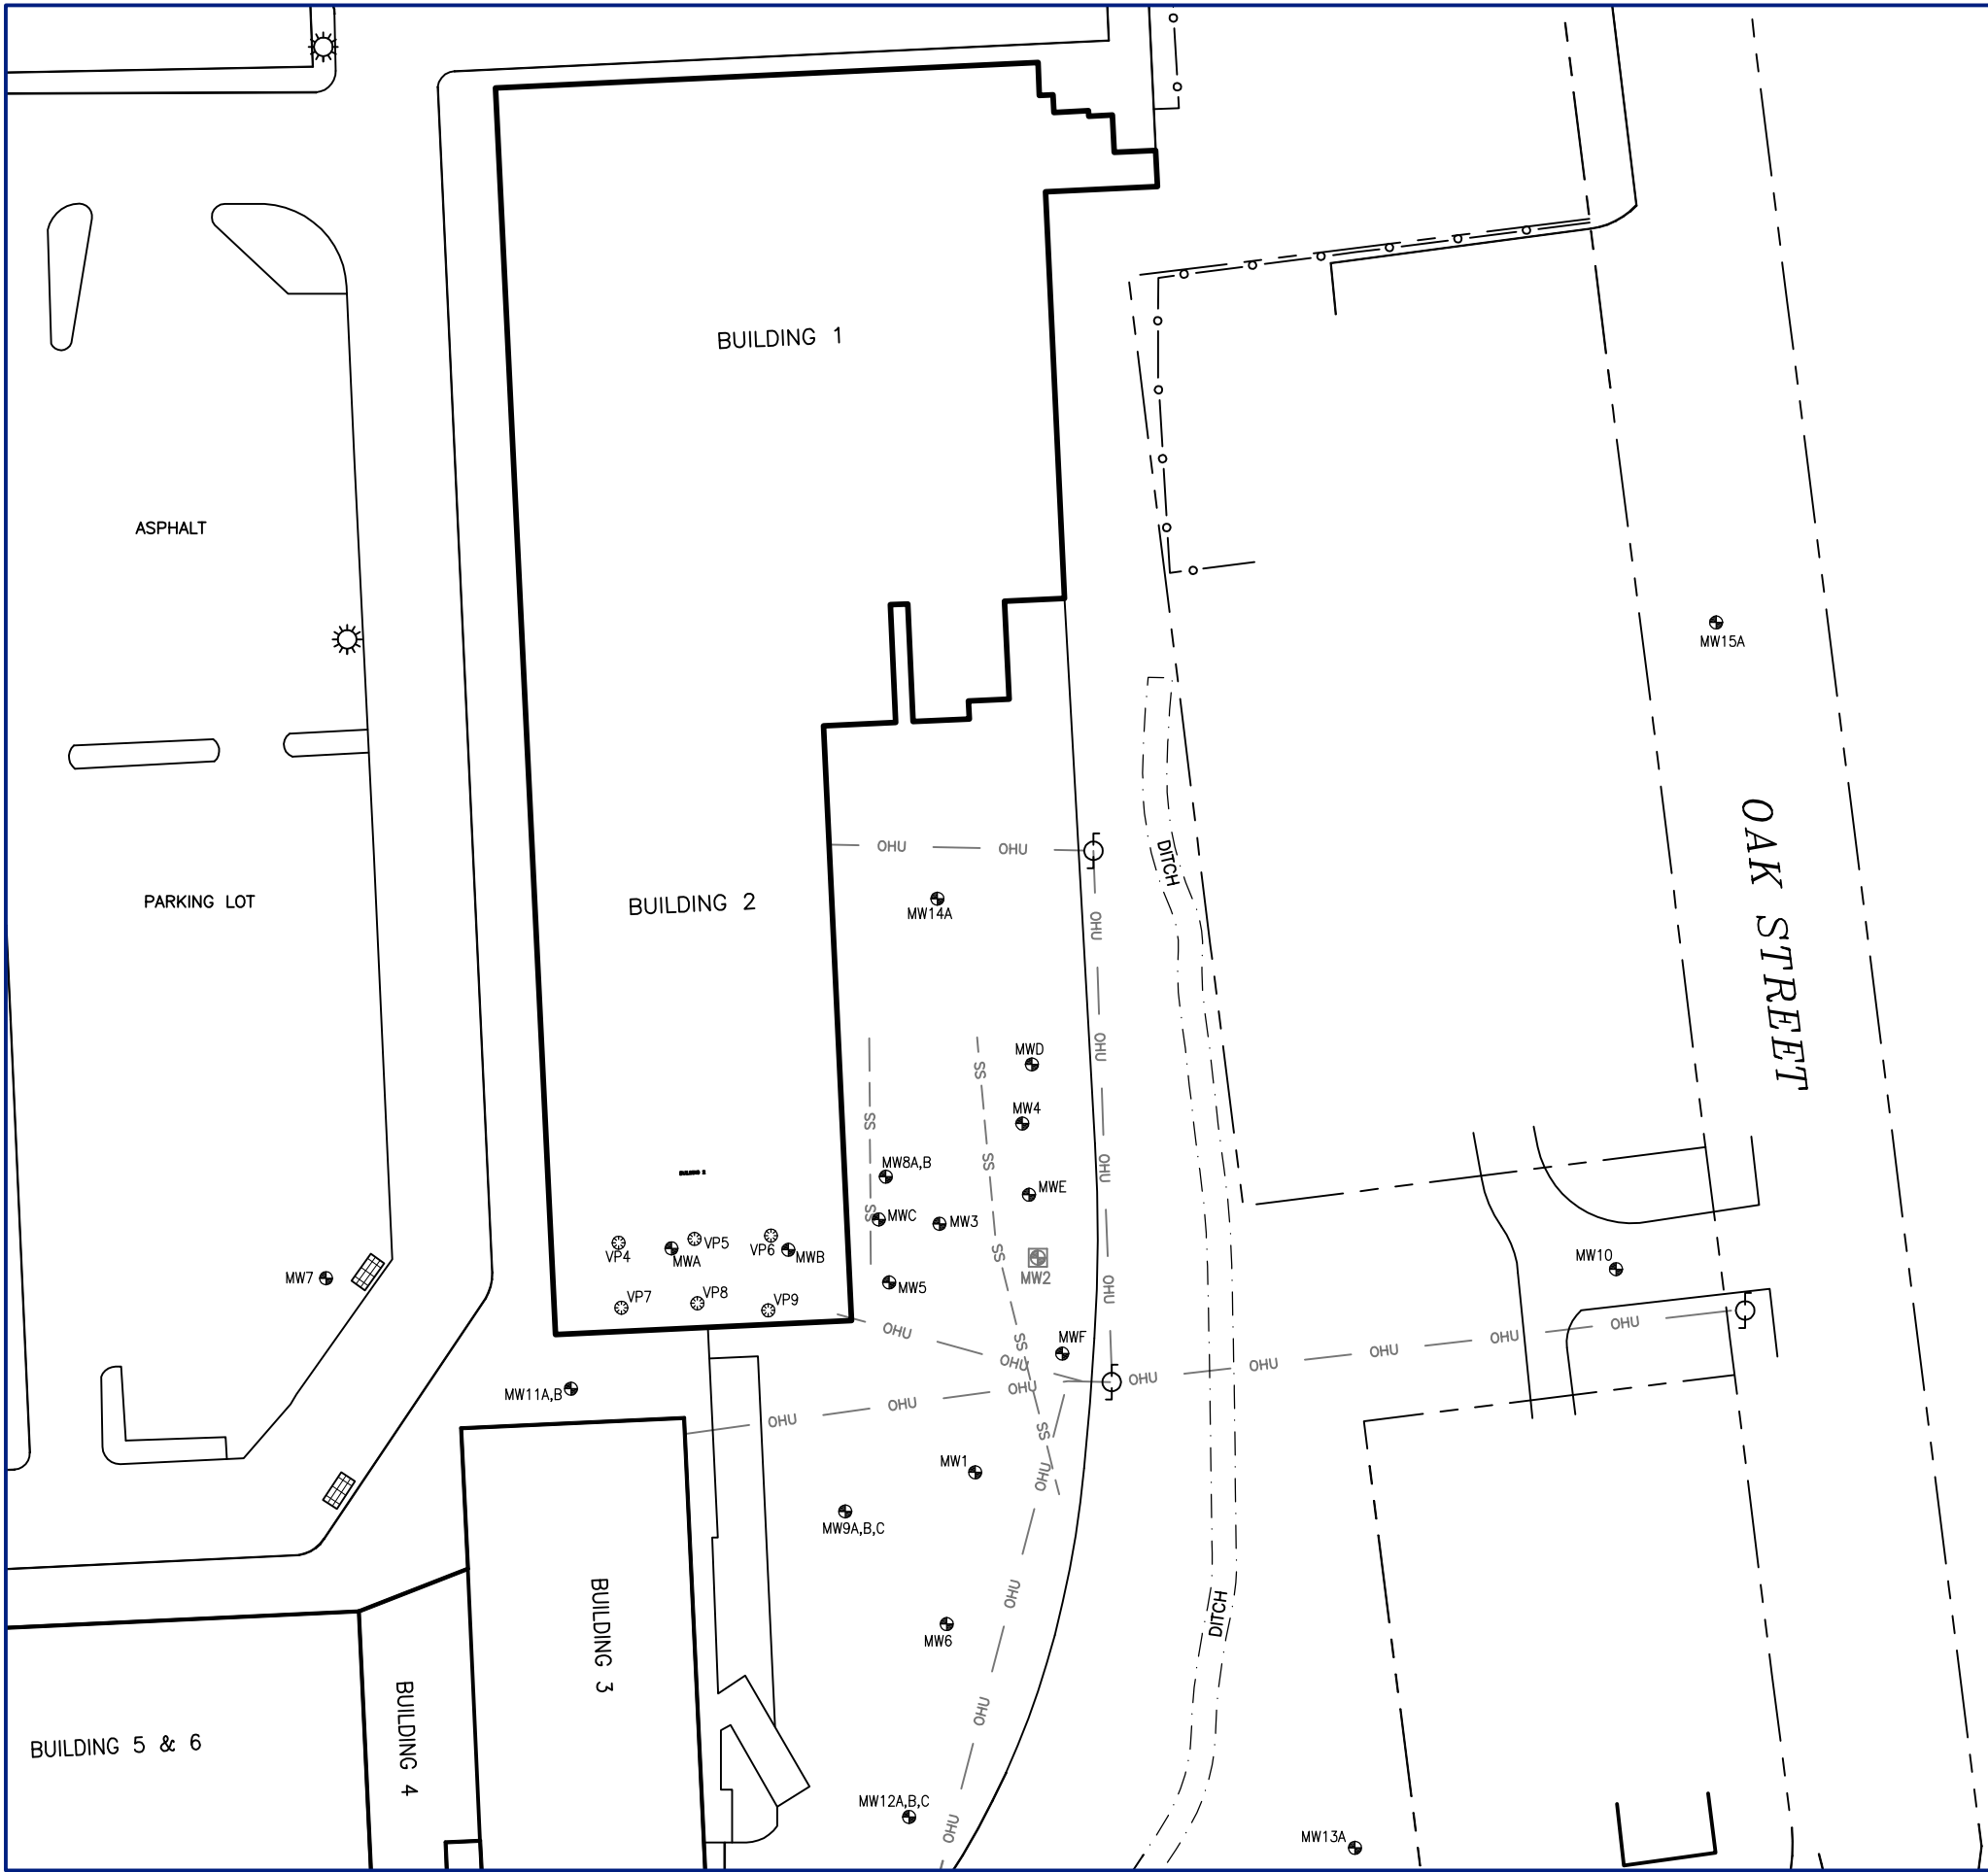 BUILDING 1
ASPHALT
MW15A
OHU
OHU
DITCH
PARKING LOT
BUILDING 2
MW14A
OHU
OAK STREET
MWD
OHU
SS
MW4
SS
MW8A,B
SS
OHU
BUILDING 2
MWE
SS
MWC
MW3
VP4
MWA
VP5
VP6
MWB
SS
MW2
MW10
MW7
MW5
OHU
VP7
VP8
VP9
OHU
SS
MWF
OHU
OHU
OHU
OHU
OHU
OHU
OHU
OHU
MW11A,B
OHU
OHU
SS
MW1
OHU
MW9A,B,C
OHU
DITCH
BUILDING 3
MW6
OHU
BUILDING 4
BUILDING 5 & 6
MW12A,B,C
OHU
MW13A